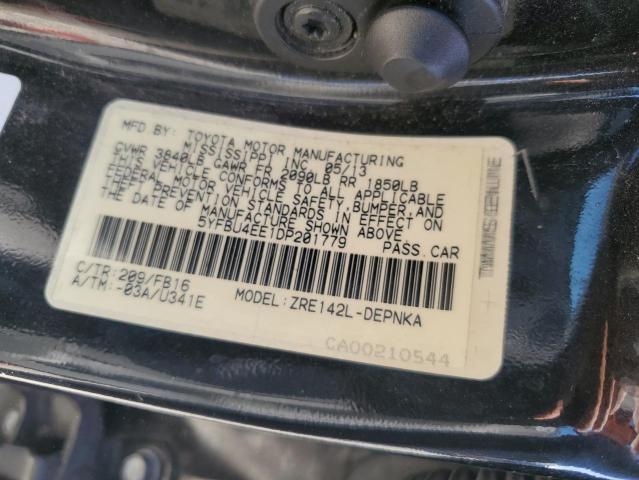 MFD BY: TOYOTA MOTOR MANUFACTURING
MISSISSIPPI INC. 05/13
GVWR 3640LB GAWR FR 2090LB RR 1850LB
THIS VEHICLE CONFORMS TO ALL APPLICABLE
FEDERAL MOTOR VEHICLE SAFETY, BUMPER, AND
THEFT PREVENTION STANDARDS IN EFFECT ON
THE DATE OF MANUFACTURE SHOWN ABOVE.
5YFBU4EE1DP201779 PASS.CAR
C/TR: 209/FB16
A/TM: -03A/U341E MODEL: ZRE142L-DEPNKA
CA00210544